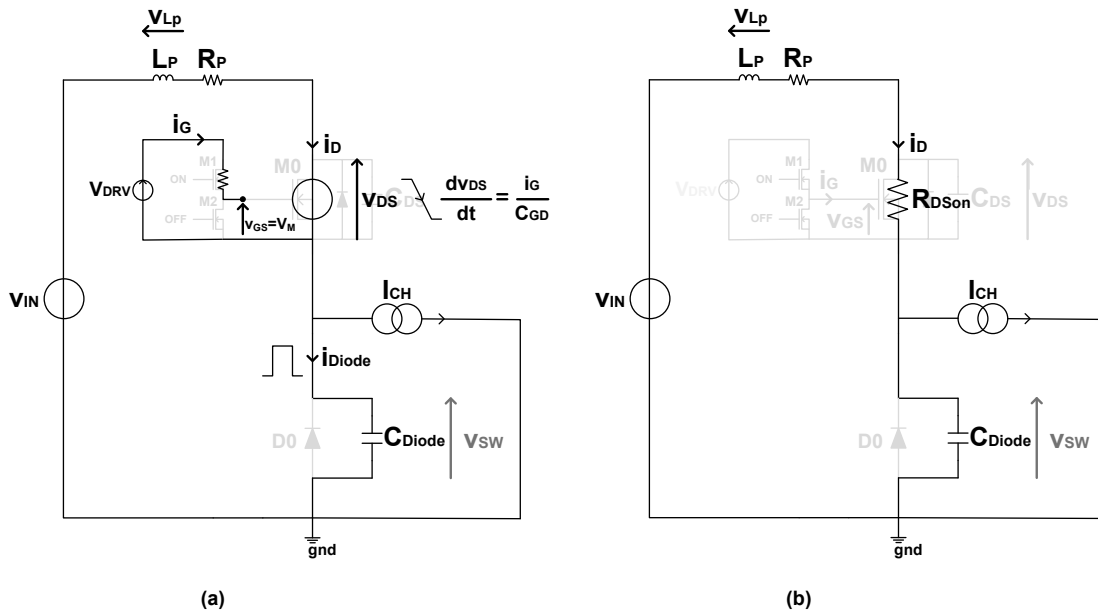 vLp
LP RP
iG
iD
M1
M0
ON
VDRV
M2
OFF
vGS=VM
vDS
CDS
dvDS/dt = iG/CGD
vIN
ICH
iDiode
D0
CDiode
vSW
gnd
(a)
vLp
LP RP
iD
M1
M0
ON
VDRV
iG
M2
OFF
vGS
RDSon
CDS
vDS
vIN
ICH
D0
CDiode
vSW
gnd
(b)